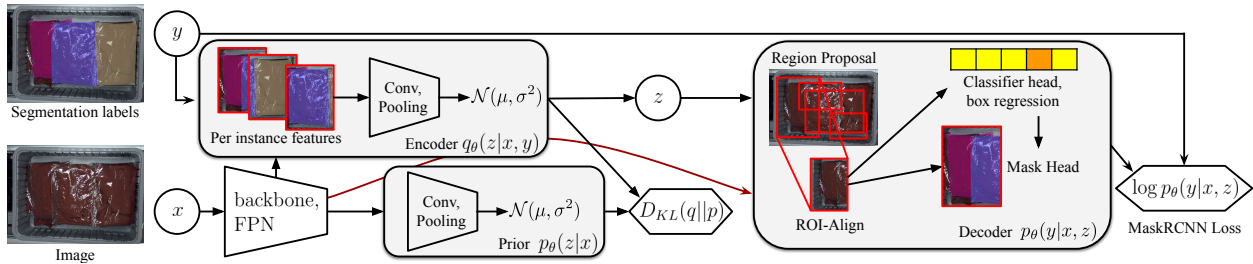 y
Segmentation labels
Per instance features
Conv,
Pooling
𝒩(μ, σ²)
Encoder q_θ(z|x, y)
z
Region Proposal
ROI-Align
Classifier head,
box regression
Mask Head
Decoder p_θ(y|x, z)
log p_θ(y|x, z)
MaskRCNN Loss
x
Image
backbone,
FPN
Conv,
Pooling
𝒩(μ, σ²)
Prior p_θ(z|x)
D_KL(q||p)